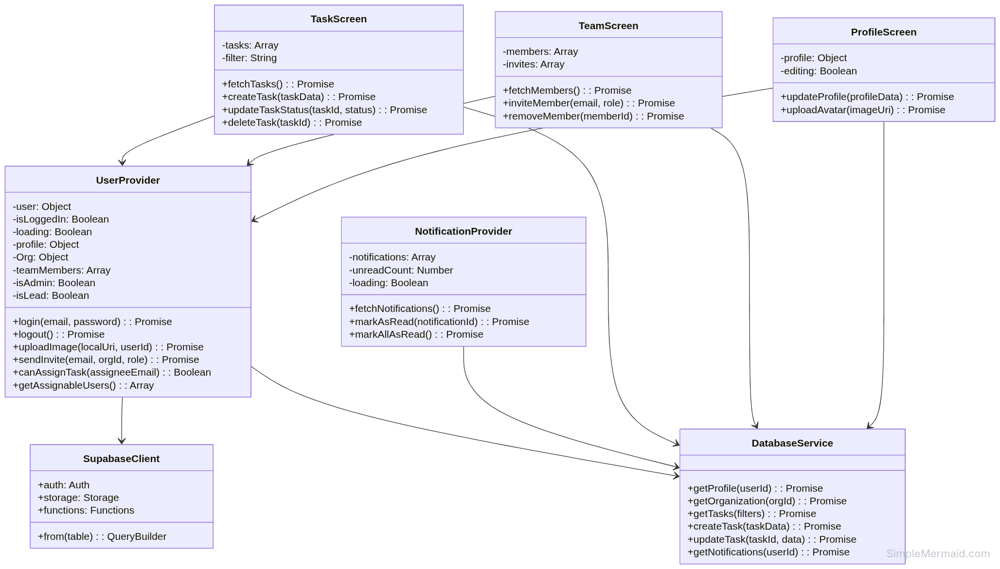 TaskScreen
-tasks: Array
-filter: String
+fetchTasks() : : Promise
+createTask(taskData) : : Promise
+updateTaskStatus(taskId, status) : : Promise
+deleteTask(taskId) : : Promise
TeamScreen
-members: Array
-invites: Array
+fetchMembers() : : Promise
+inviteMember(email, role) : : Promise
+removeMember(memberId) : : Promise
ProfileScreen
-profile: Object
-editing: Boolean
+updateProfile(profileData) : : Promise
+uploadAvatar(imageUri) : : Promise
UserProvider
-user: Object
-isLoggedIn: Boolean
-loading: Boolean
-profile: Object
-Org: Object
-teamMembers: Array
-isAdmin: Boolean
-isLead: Boolean
+login(email, password) : : Promise
+logout() : : Promise
+uploadImage(localUri, userId) : : Promise
+sendInvite(email, orgId, role) : : Promise
+canAssignTask(assigneeEmail) : : Boolean
+getAssignableUsers() : : Array
NotificationProvider
-notifications: Array
-unreadCount: Number
-loading: Boolean
+fetchNotifications() : : Promise
+markAsRead(notificationId) : : Promise
+markAllAsRead() : : Promise
SupabaseClient
+auth: Auth
+storage: Storage
+functions: Functions
+from(table) : : QueryBuilder
DatabaseService
+getProfile(userId) : : Promise
+getOrganization(orgId) : : Promise
+getTasks(filters) : : Promise
+createTask(taskData) : : Promise
+updateTask(taskId, data) : : Promise
+getNotifications(userId) : : Promise
SimpleMermaid.com